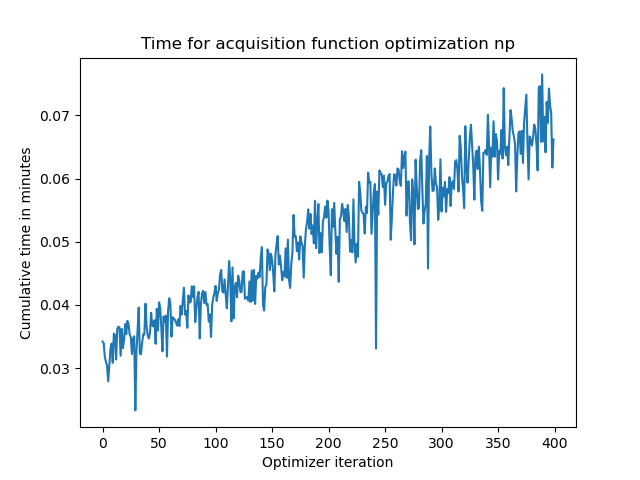 Time for acquisition function optimization np
Cumulative time in minutes
0.07
0.06
0.05
0.04
0.03
0 50 100 150 200 250 300 350 400
Optimizer iteration